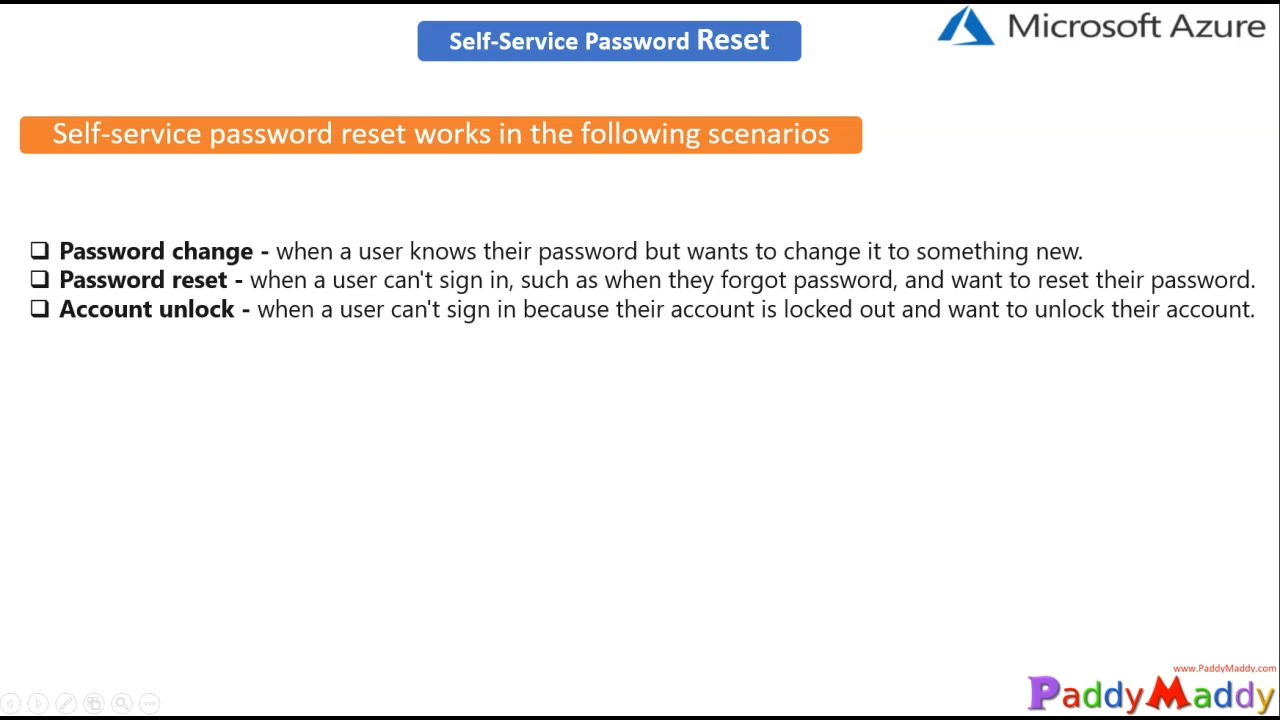 Self-Service Password Reset
Microsoft Azure
Self-service password reset works in the following scenarios
Password change - when a user knows their password but wants to change it to something new.
Password reset - when a user can't sign in, such as when they forgot password, and want to reset their password.
Account unlock - when a user can't sign in because their account is locked out and want to unlock their account.
www.PaddyMaddy.com
PaddyMaddy